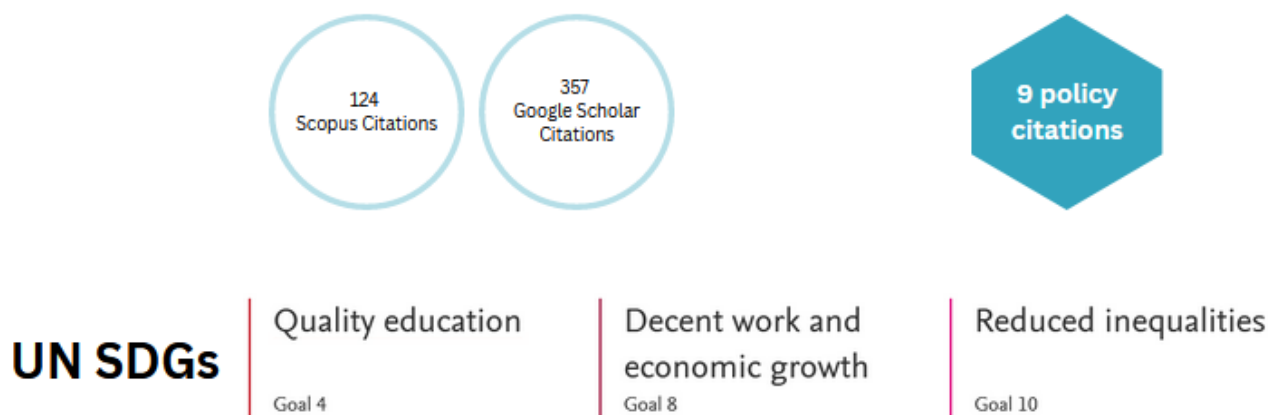 124
Scopus Citations
357
Google Scholar
Citations
9 policy
citations
UN SDGs
Quality education
Goal 4
Decent work and
economic growth
Goal 8
Reduced inequalities
Goal 10